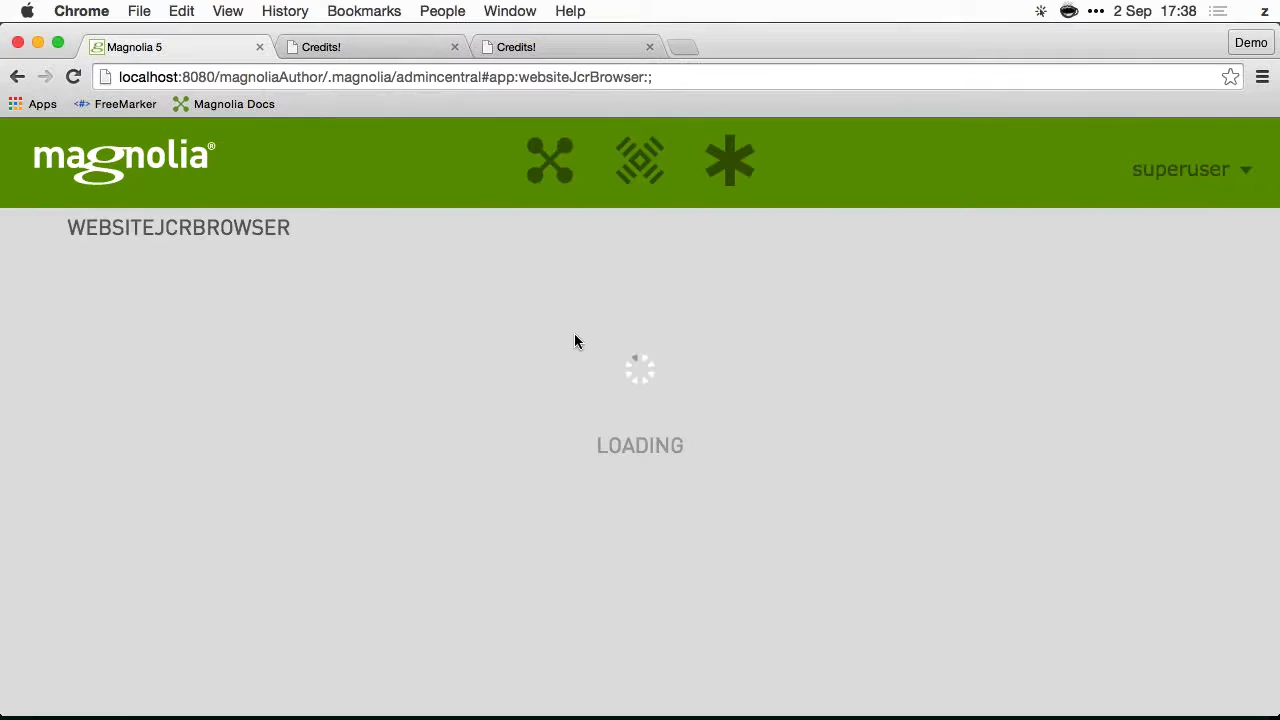 Chrome File Edit View History Bookmarks People Window Help 2 Sep 17:38 z
Magnolia 5 Credits! Credits! Demo
localhost:8080/magnoliaAuthor/.magnolia/admincentral#app:websiteJcrBrowser:;
Apps <#> FreeMarker Magnolia Docs
magnolia®
superuser
WEBSITEJCRBROWSER
LOADING